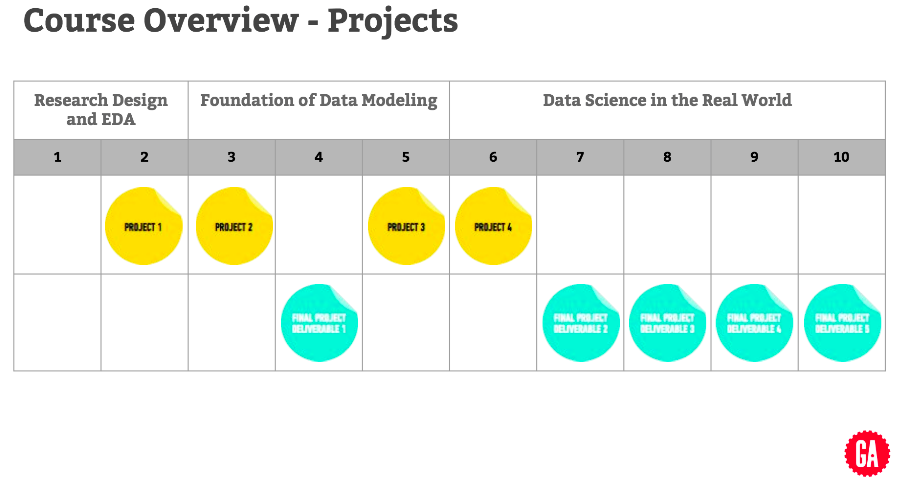 Course Overview - Projects
Research Design
and EDA
Foundation of Data Modeling
Data Science in the Real World
1 2 3 4 5 6 7 8 9 10
PROJECT 1
PROJECT 2
PROJECT 3
PROJECT 4
FINAL PROJECT
DELIVERABLE 1
FINAL PROJECT
DELIVERABLE 2
FINAL PROJECT
DELIVERABLE 3
FINAL PROJECT
DELIVERABLE 4
FINAL PROJECT
DELIVERABLE 5
GA